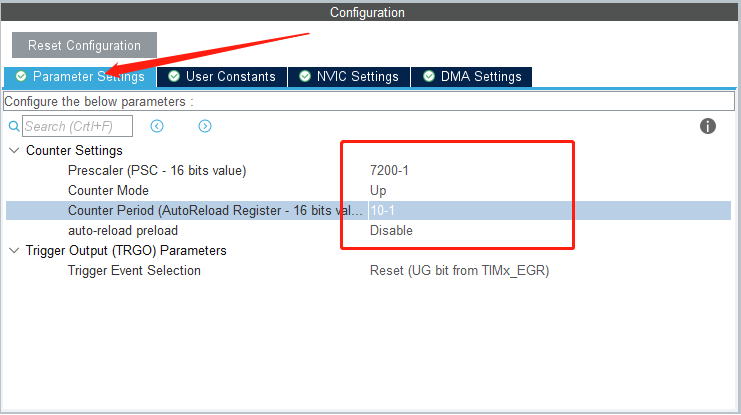 Configuration
Reset Configuration
Parameter Settings User Constants NVIC Settings DMA Settings
Configure the below parameters :
Search (CrtI+F)
Counter Settings
Prescaler (PSC - 16 bits value) 7200-1
Counter Mode Up
Counter Period (AutoReload Register - 16 bits val... 10-1
auto-reload preload Disable
Trigger Output (TRGO) Parameters
Trigger Event Selection Reset (UG bit from TIMx_EGR)